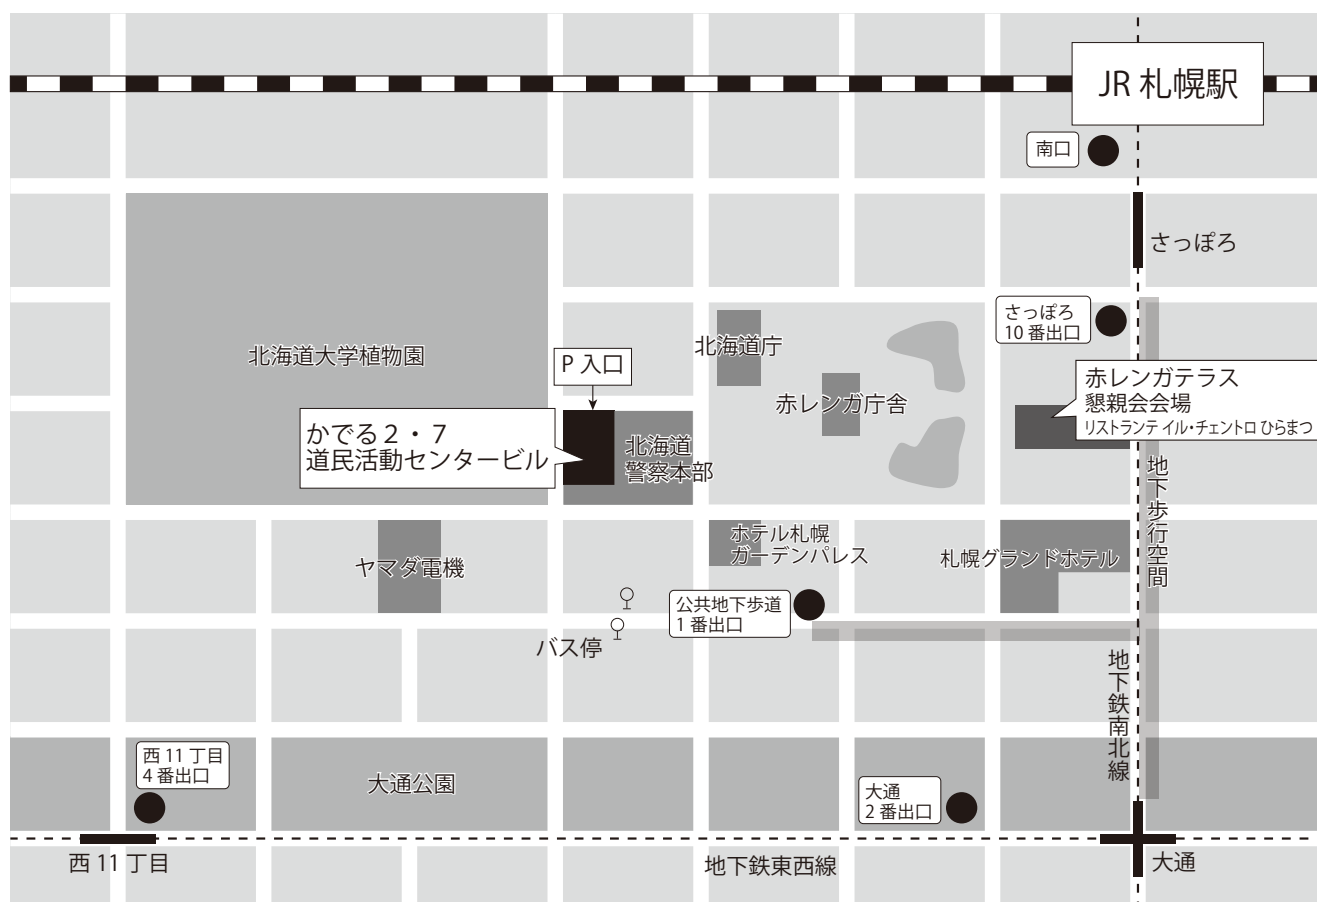 JR 札幌駅
南口
さっぽろ
さっぽろ
10 番出口
北海道庁
北海道大学植物園
P 入口
赤レンガ庁舎
赤レンガテラス
懇親会会場
リストランテ イル・チェントロ ひらまつ
かでる２・７
道民活動センタービル
北海道
警察本部
地下歩行空間
ホテル札幌
ガーデンパレス
札幌グランドホテル
ヤマダ電機
公共地下歩道
1 番出口
バス停
地下鉄南北線
西 11 丁目
4 番出口
大通公園
大通
2 番出口
西 11 丁目
地下鉄東西線
大通